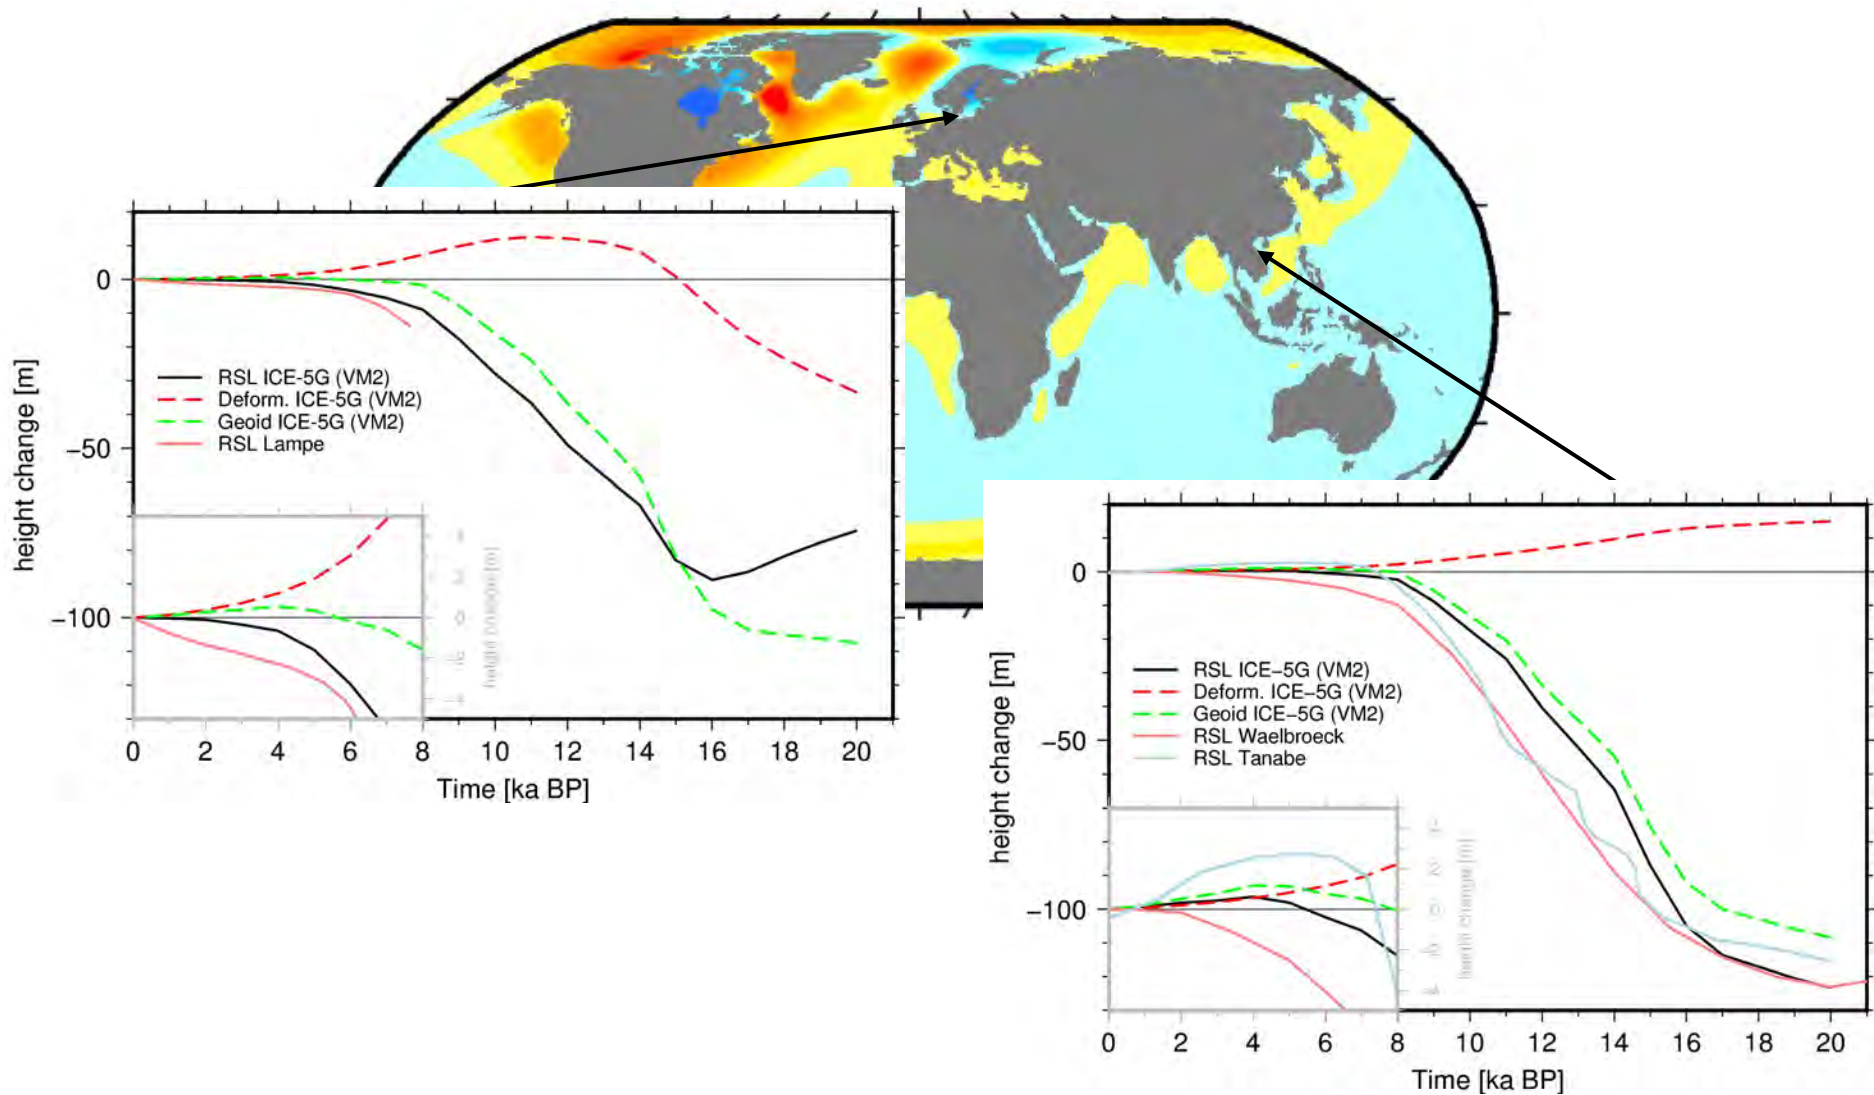 height change [m]
0
−50
−100
RSL ICE-5G (VM2)
Deform. ICE-5G (VM2)
Geoid ICE-5G (VM2)
RSL Lampe
0 2 4 6 8 10 12 14 16 18 20
Time [ka BP]
height change [m]
0
−50
−100
RSL ICE−5G (VM2)
Deform. ICE−5G (VM2)
Geoid ICE−5G (VM2)
RSL Waelbroeck
RSL Tanabe
height change [m]
0 2 4 6 8 10 12 14 16 18 20
Time [ka BP]